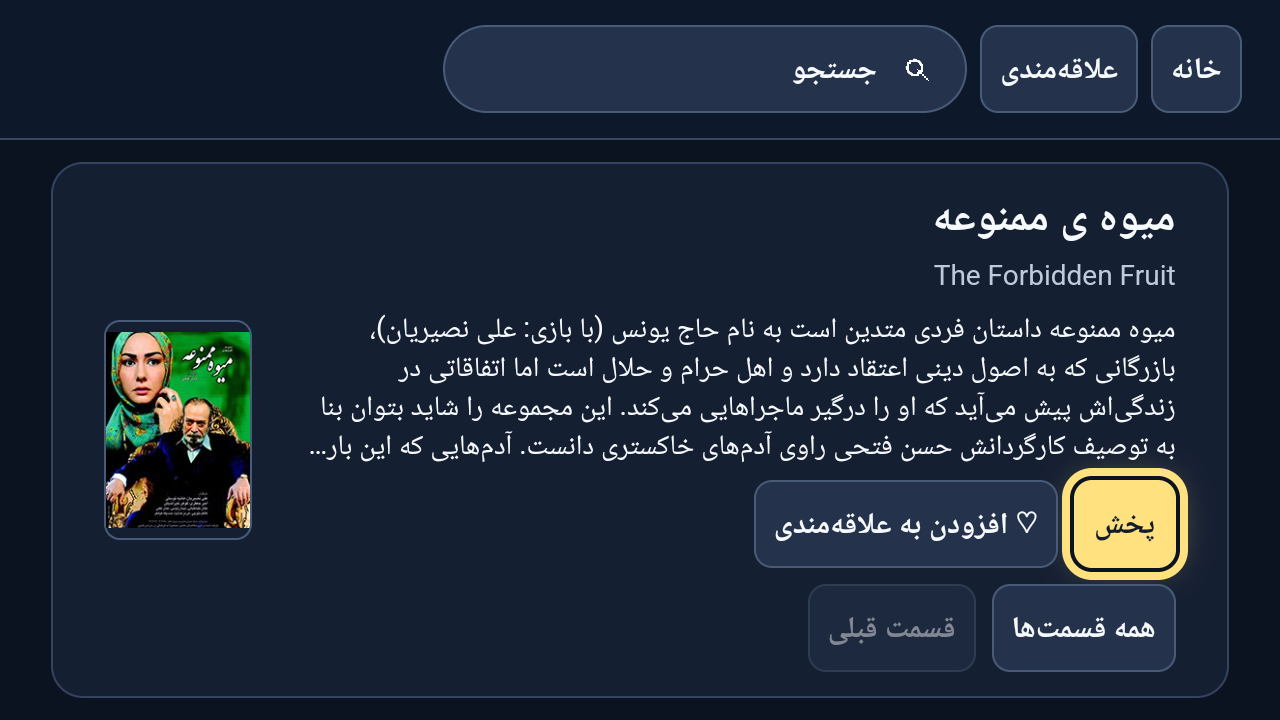 خانه
علاقه‌مندی
جستجو
میوه ی ممنوعه
The Forbidden Fruit
میوه ممنوعه داستان فردی متدین است به نام حاج یونس (با بازی: علی نصیریان)،
بازرگانی که به اصول دینی اعتقاد دارد و اهل حرام و حلال است اما اتفاقاتی در
زندگی‌اش پیش می‌آید که او را درگیر ماجراهایی می‌کند. این مجموعه را شاید بتوان بنا
به توصیف کارگردانش حسن فتحی راوی آدم‌های خاکستری دانست. آدم‌هایی که این بار...
میوه ممنوعه
پخش
♡ افزودن به علاقه‌مندی
همه قسمت‌ها
قسمت قبلی